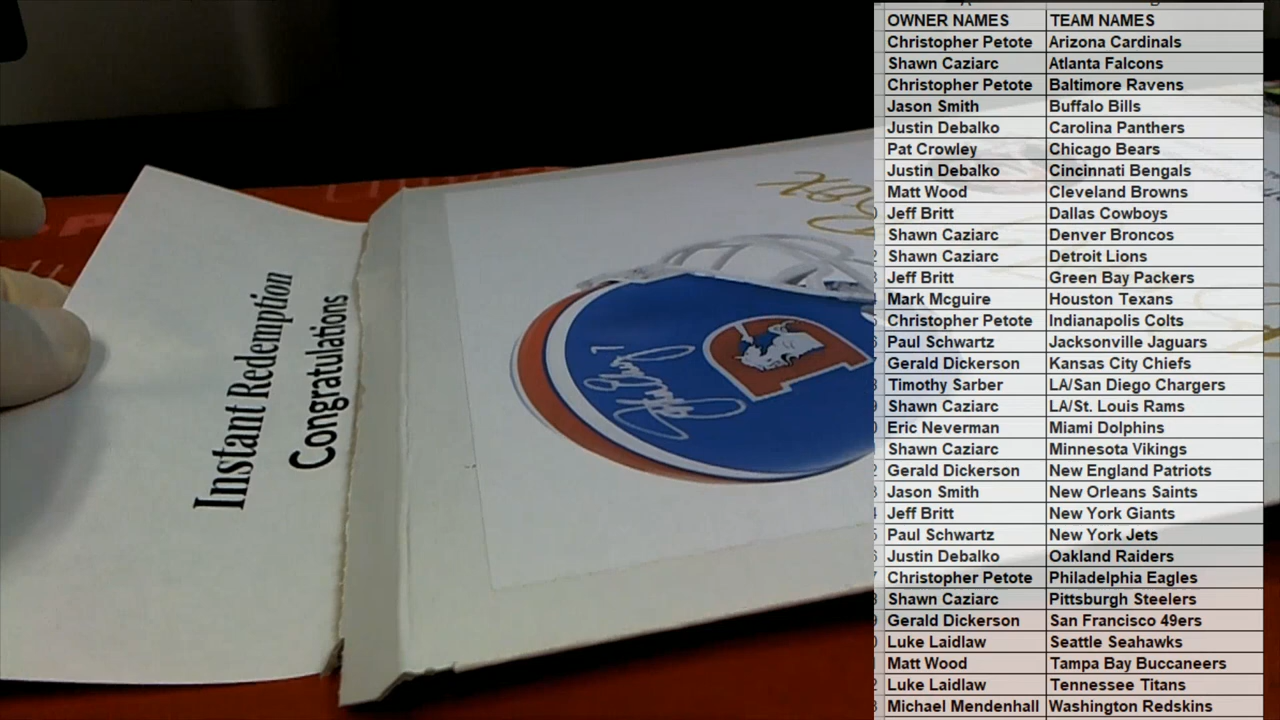 OWNER NAMES TEAM NAMES
Christopher Petote Arizona Cardinals
Shawn Caziarc Atlanta Falcons
Christopher Petote Baltimore Ravens
Jason Smith Buffalo Bills
Justin Debalko Carolina Panthers
Pat Crowley Chicago Bears
Justin Debalko Cincinnati Bengals
Matt Wood Cleveland Browns
Jeff Britt Dallas Cowboys
Shawn Caziarc Denver Broncos
Shawn Caziarc Detroit Lions
Jeff Britt Green Bay Packers
Mark Mcguire Houston Texans
Christopher Petote Indianapolis Colts
Paul Schwartz Jacksonville Jaguars
Gerald Dickerson Kansas City Chiefs
Timothy Sarber LA/San Diego Chargers
Shawn Caziarc LA/St. Louis Rams
Eric Neverman Miami Dolphins
Shawn Caziarc Minnesota Vikings
Gerald Dickerson New England Patriots
Jason Smith New Orleans Saints
Jeff Britt New York Giants
Paul Schwartz New York Jets
Justin Debalko Oakland Raiders
Christopher Petote Philadelphia Eagles
Shawn Caziarc Pittsburgh Steelers
Gerald Dickerson San Francisco 49ers
Luke Laidlaw Seattle Seahawks
Matt Wood Tampa Bay Buccaneers
Luke Laidlaw Tennessee Titans
Michael Mendenhall Washington Redskins
Instant Redemption
Congratulations